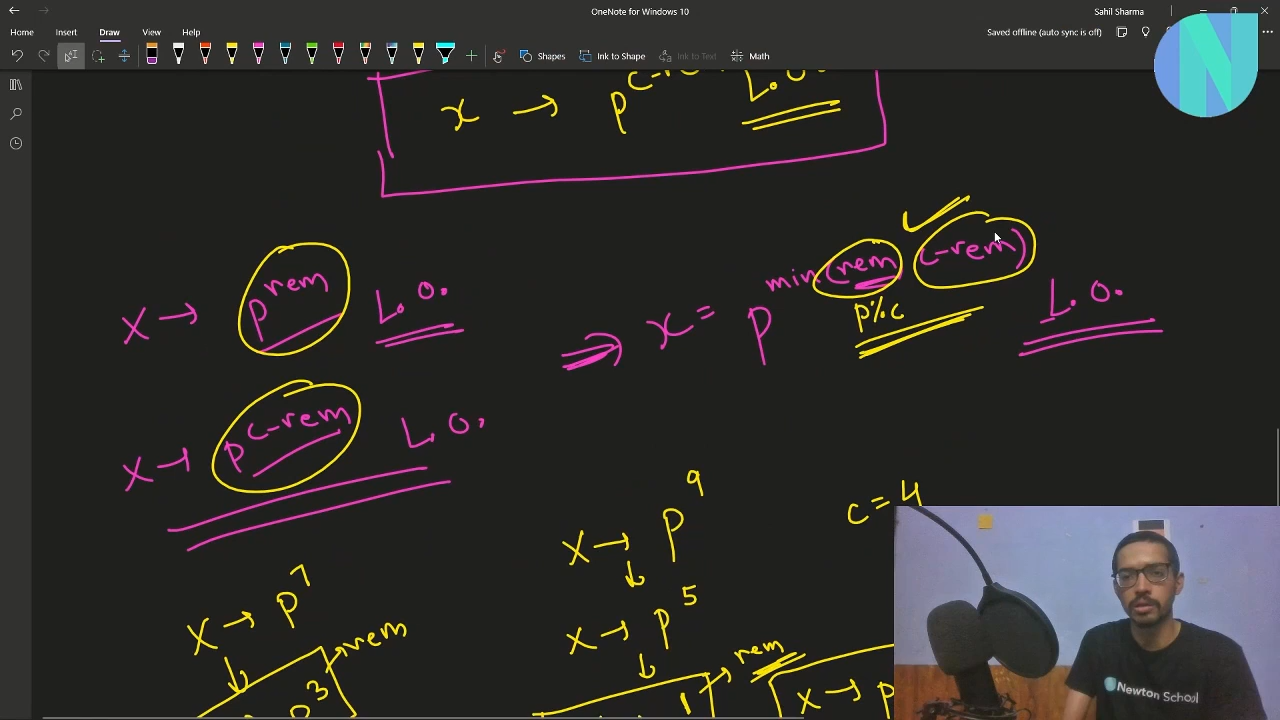 OneNote for Windows 10
Sahil Sharma
Home Insert Draw View Help
Saved offline (auto sync is off)
Shapes Ink to Shape Ink to Text Math
x → p L.O.
X → p^rem L.O.
⇒ x = p^min(rem, c-rem) L.O.
p%c
X → p^c-rem L.O.
X → p^9
c = 4
X → p^7
X → p^5
rem
rem
p^3
1
X → p
Newton School